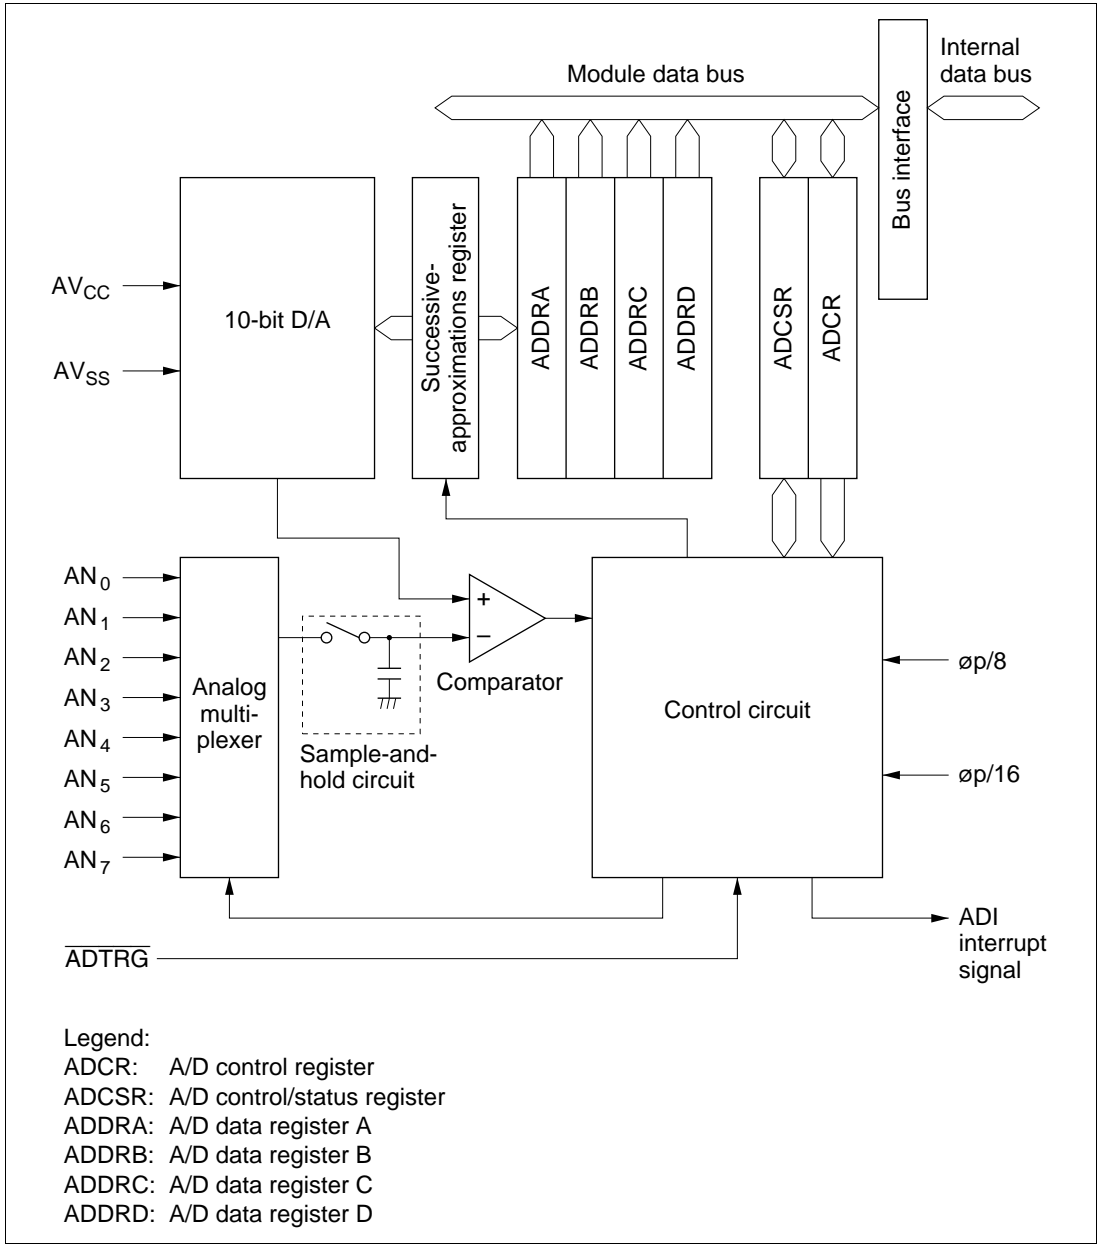 Internal
data bus
Module data bus
Bus interface
AVCC
AVSS
10-bit D/A
Successive-
approximations register
ADDRA
ADDRB
ADDRC
ADDRD
ADCSR
ADCR
AN0
AN1
AN2
AN3
AN4
AN5
AN6
AN7
Analog
multi-
plexer
Sample-and-
hold circuit
+
−
Comparator
Control circuit
øp/8
øp/16
ADI
interrupt
signal
ADTRG
Legend:
ADCR: A/D control register
ADCSR: A/D control/status register
ADDRA: A/D data register A
ADDRB: A/D data register B
ADDRC: A/D data register C
ADDRD: A/D data register D